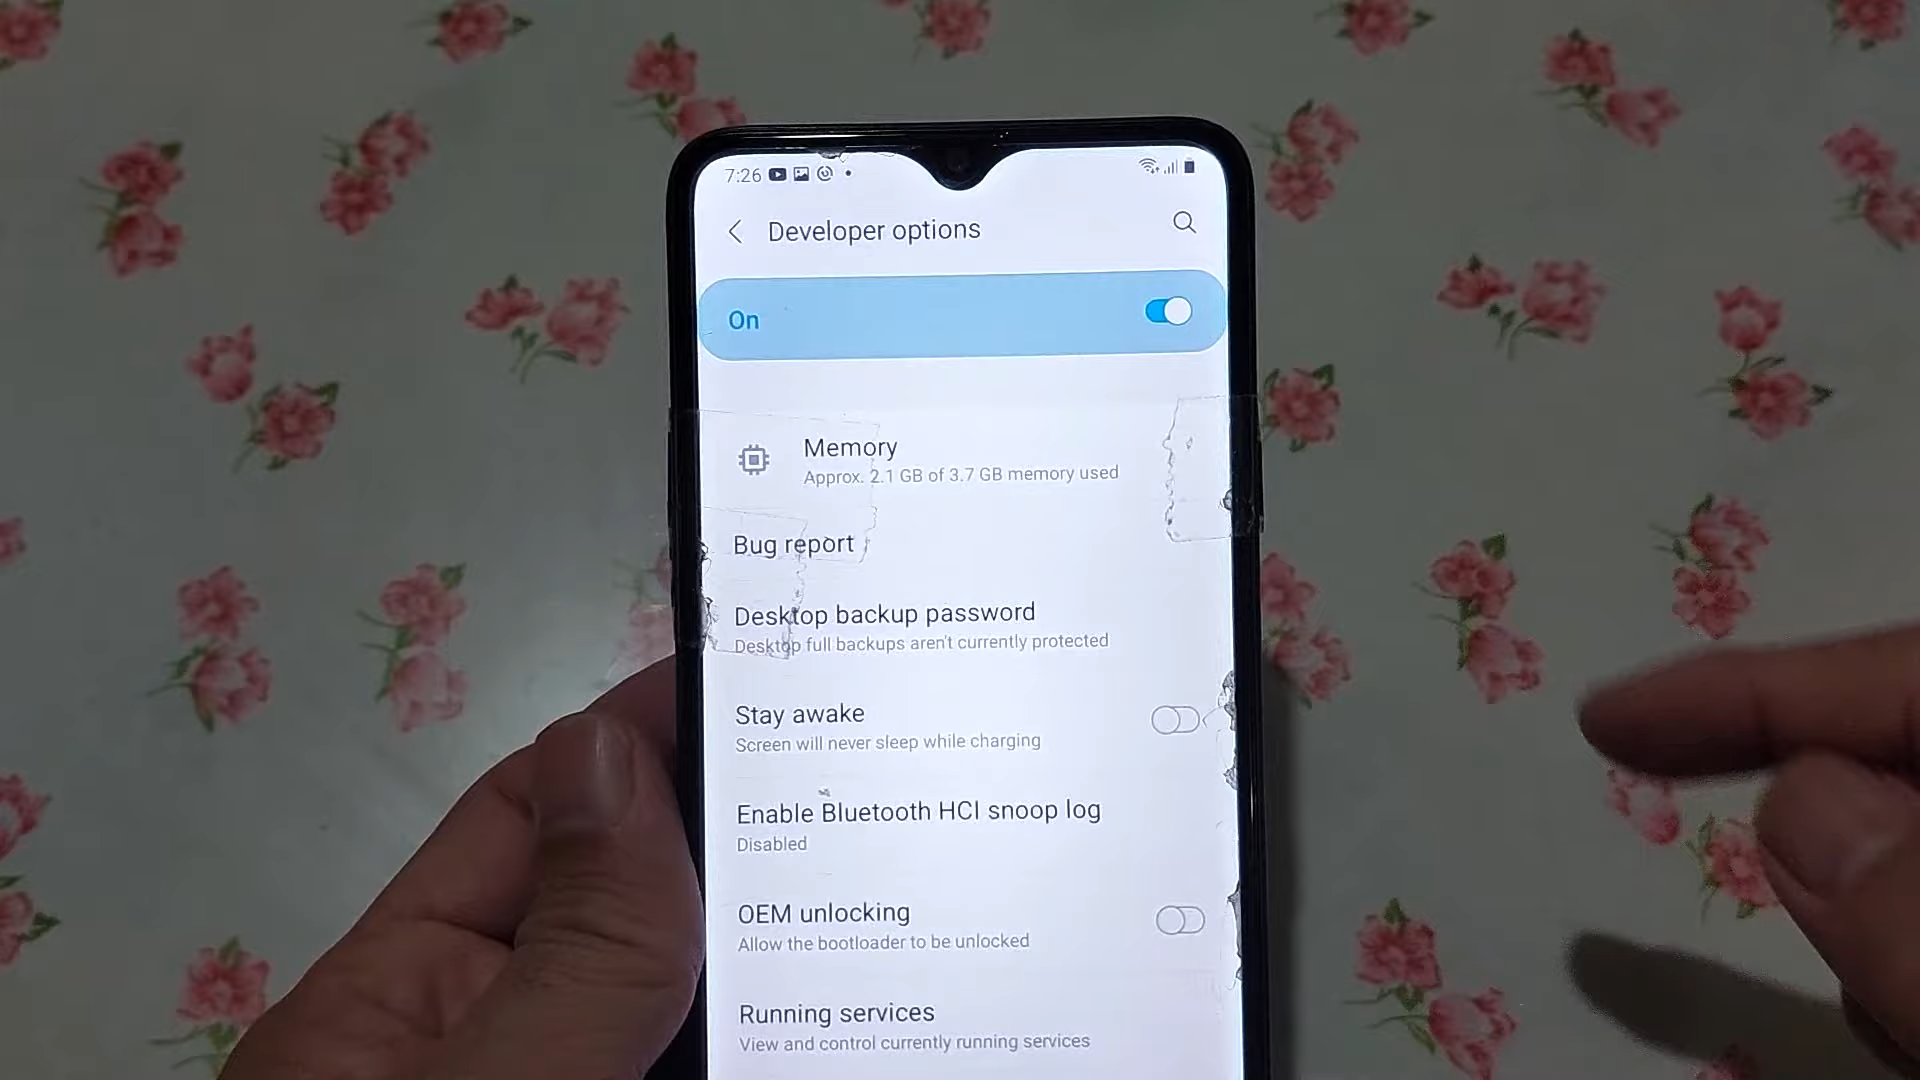 7:26
Developer options
On
Memory
Approx. 2.1 GB of 3.7 GB memory used
Bug report
Desktop backup password
Desktop full backups aren't currently protected
Stay awake
Screen will never sleep while charging
Enable Bluetooth HCI snoop log
Disabled
OEM unlocking
Allow the bootloader to be unlocked
Running services
View and control currently running services